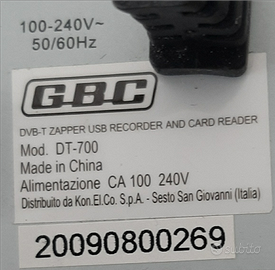 100-240V~
50/60Hz
G.B.C
DVB-T ZAPPER USB RECORDER AND CARD READER
Mod. DT-700
Made in China
Alimentazione CA 100 240V
Distribuito da Kon.El.Co. S.p.A. - Sesto San Giovanni (Italia)
20090800269
subito